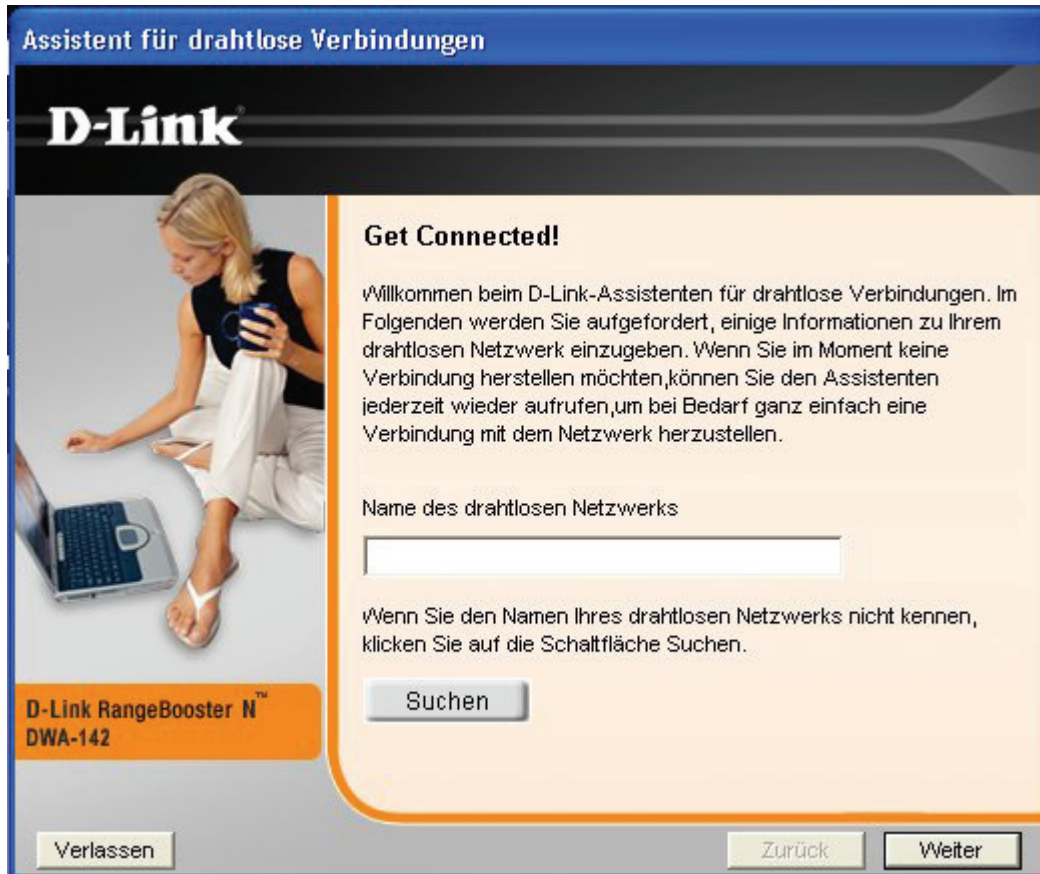 Assistent für drahtlose Verbindungen
D-Link
Get Connected!
Willkommen beim D-Link-Assistenten für drahtlose Verbindungen. Im
Folgenden werden Sie aufgefordert, einige Informationen zu Ihrem
drahtlosen Netzwerk einzugeben. Wenn Sie im Moment keine
Verbindung herstellen möchten,können Sie den Assistenten
jederzeit wieder aufrufen,um bei Bedarf ganz einfach eine
Verbindung mit dem Netzwerk herzustellen.
Name des drahtlosen Netzwerks
Wenn Sie den Namen Ihres drahtlosen Netzwerks nicht kennen,
klicken Sie auf die Schaltfläche Suchen.
Suchen
D-Link RangeBooster N™
DWA-142
Verlassen
Zurück
Weiter